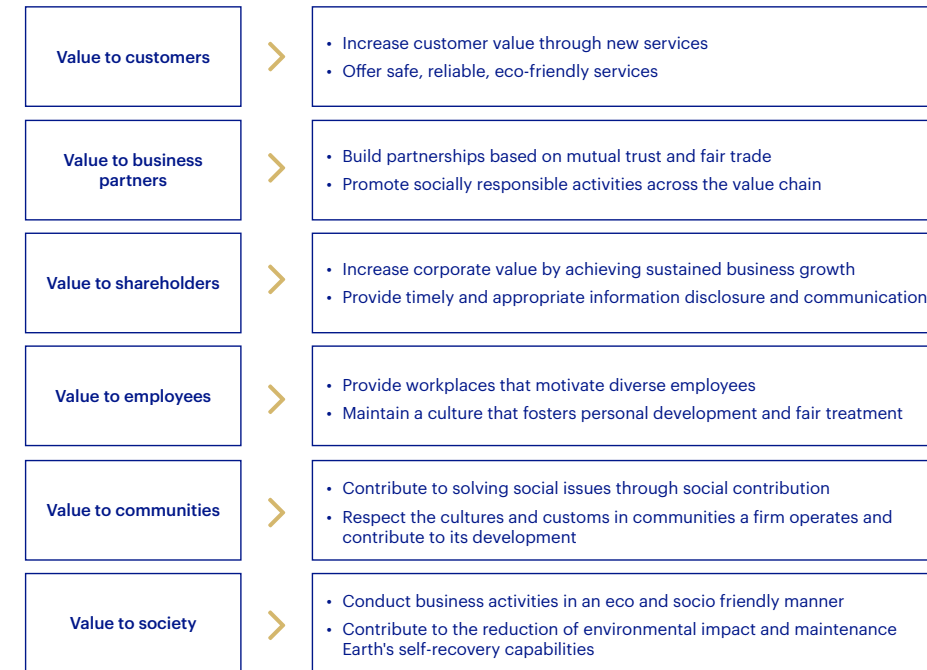 Value to customers
• Increase customer value through new services
• Offer safe, reliable, eco-friendly services
Value to business
partners
• Build partnerships based on mutual trust and fair trade
• Promote socially responsible activities across the value chain
Value to shareholders
• Increase corporate value by achieving sustained business growth
• Provide timely and appropriate information disclosure and communication
Value to employees
• Provide workplaces that motivate diverse employees
• Maintain a culture that fosters personal development and fair treatment
Value to communities
• Contribute to solving social issues through social contribution
• Respect the cultures and customs in communities a firm operates and
contribute to its development
Value to society
• Conduct business activities in an eco and socio friendly manner
• Contribute to the reduction of environmental impact and maintenance
Earth's self-recovery capabilities